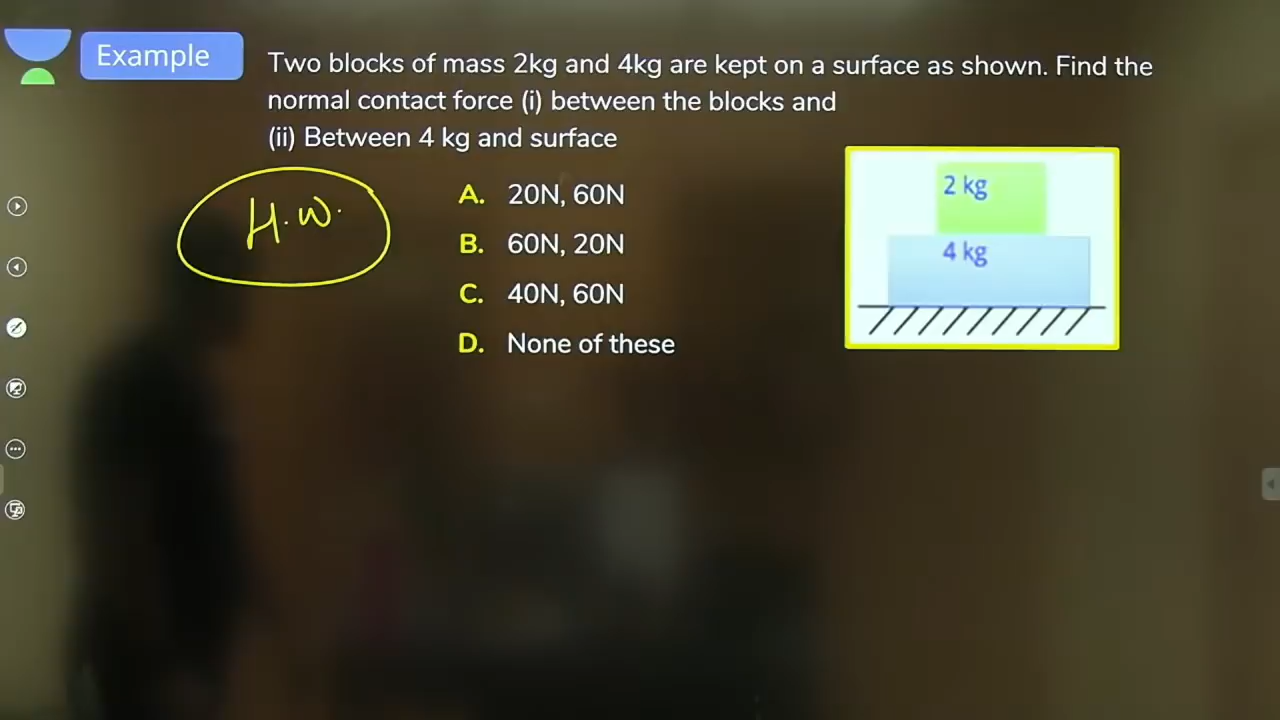 Example
Two blocks of mass 2kg and 4kg are kept on a surface as shown. Find the
normal contact force (i) between the blocks and
(ii) Between 4 kg and surface
H.W.
A. 20N, 60N
B. 60N, 20N
C. 40N, 60N
D. None of these
2 kg
4 kg